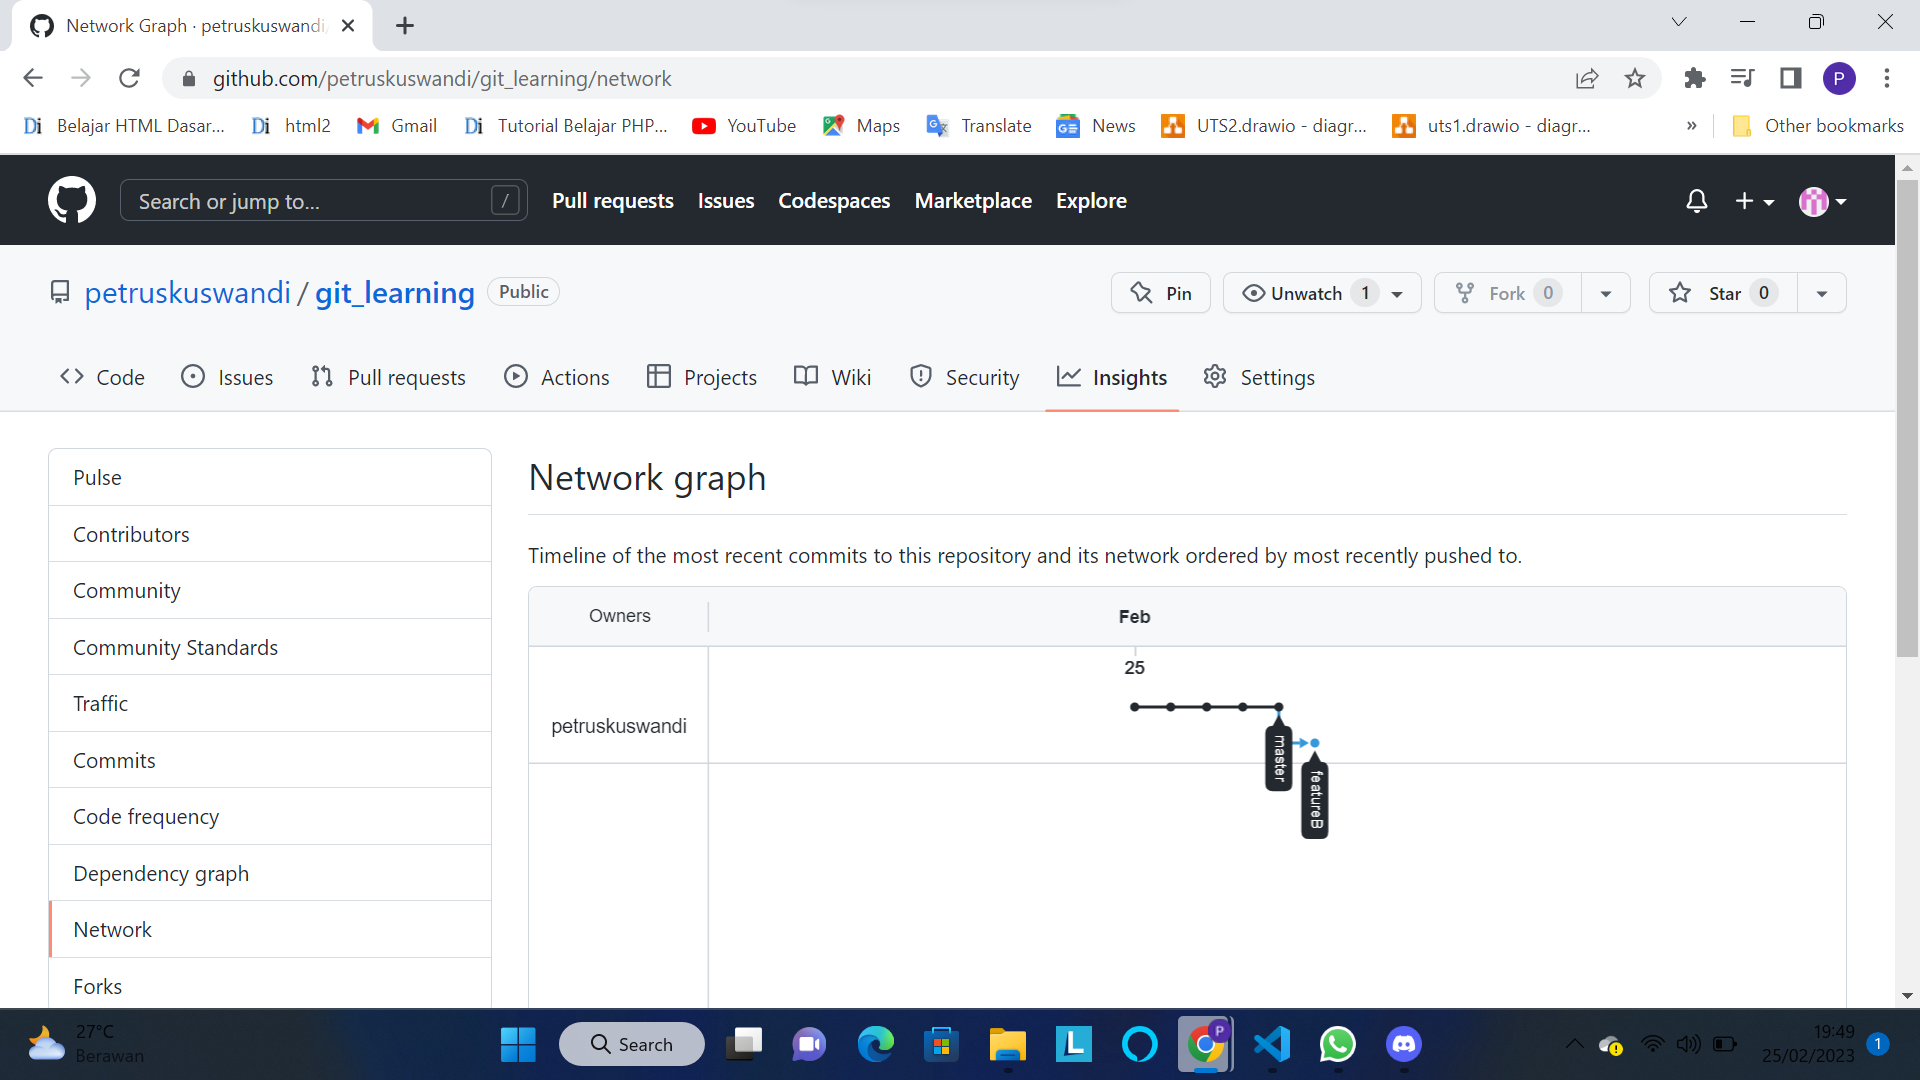 Network Graph · petruskuswandi/
github.com/petruskuswandi/git_learning/network
P
Belajar HTML Dasar...
html2
Gmail
Tutorial Belajar PHP...
YouTube
Maps
Translate
News
UTS2.drawio - diagr...
uts1.drawio - diagr...
»
Other bookmarks
Search or jump to...
/
Pull requests
Issues
Codespaces
Marketplace
Explore
petruskuswandi / git_learning
Public
Pin
Unwatch 1
Fork 0
Star 0
Code
Issues
Pull requests
Actions
Projects
Wiki
Security
Insights
Settings
Pulse
Contributors
Community
Community Standards
Traffic
Commits
Code frequency
Dependency graph
Network
Forks
Network graph
Timeline of the most recent commits to this repository and its network ordered by most recently pushed to.
Owners
Feb
25
petruskuswandi
master
featureB
27°C
Berawan
Search
19:49
25/02/2023
1